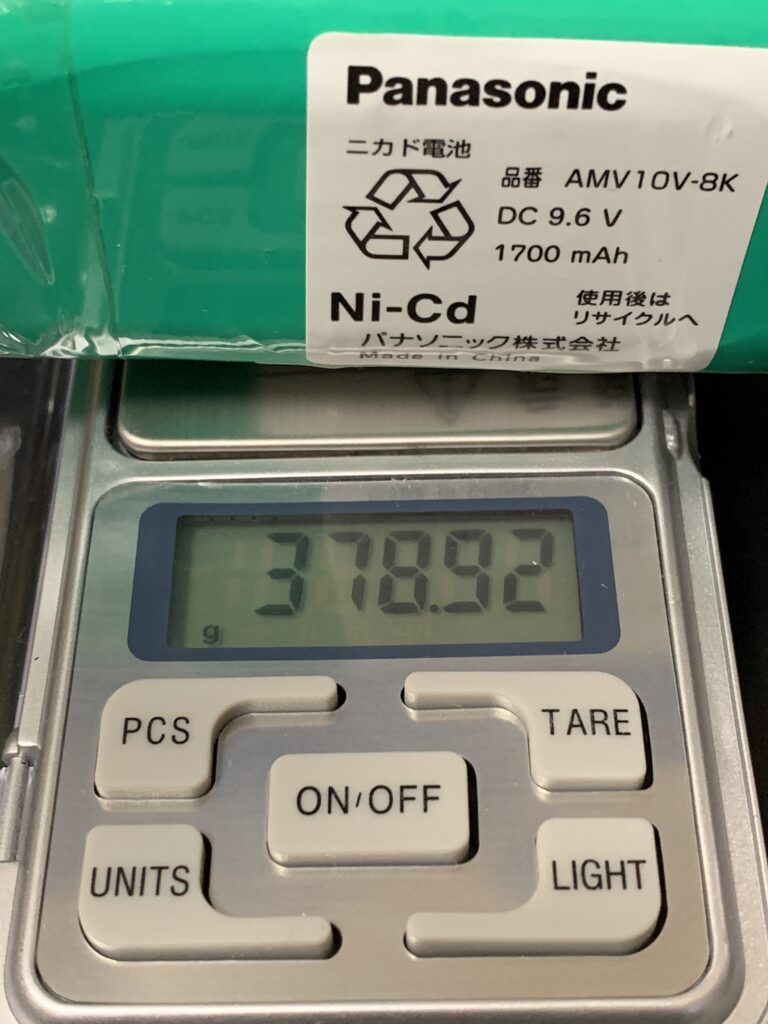 Panasonic
ニカド電池
品番 AMV10V-8K
DC 9.6 V
1700 mAh
Ni-Cd
使用後は
リサイクルへ
パナソニック株式会社
Made in China
378.92
g
PCS
TARE
ON/OFF
UNITS
LIGHT